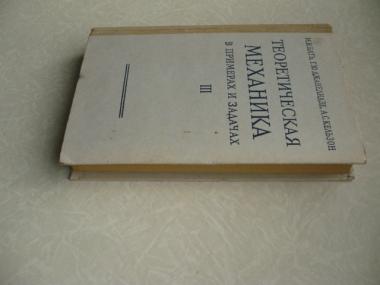 М.И.БАТЬ, Г.Ю.ДЖАНЕЛИДЗЕ, А.С.КЕЛЬЗОН
ТЕОРЕТИЧЕСКАЯ
МЕХАНИКА
В ПРИМЕРАХ И ЗАДАЧАХ
III